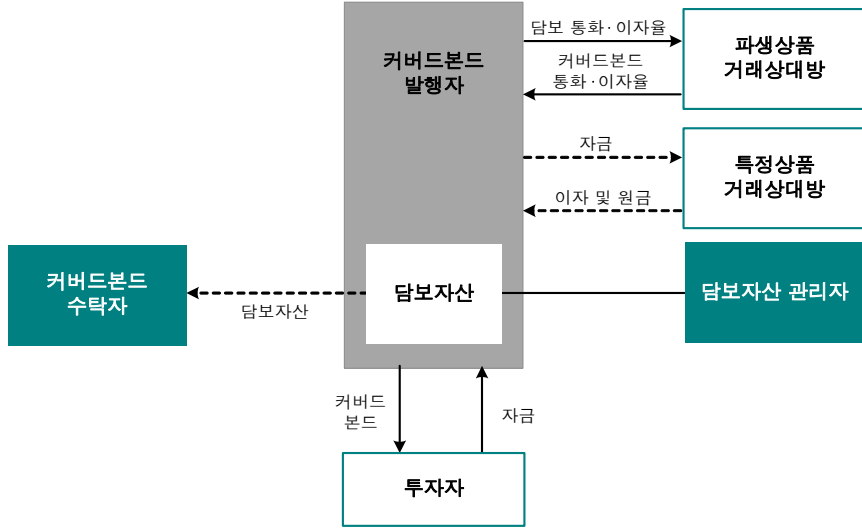 커버드본드
발행자
담보 통화·이자율
커버드본드
통화·이자율
파생상품
거래상대방
자금
이자 및 원금
특정상품
거래상대방
커버드본드
수탁자
담보자산
담보자산
담보자산 관리자
커버드
본드
자금
투자자